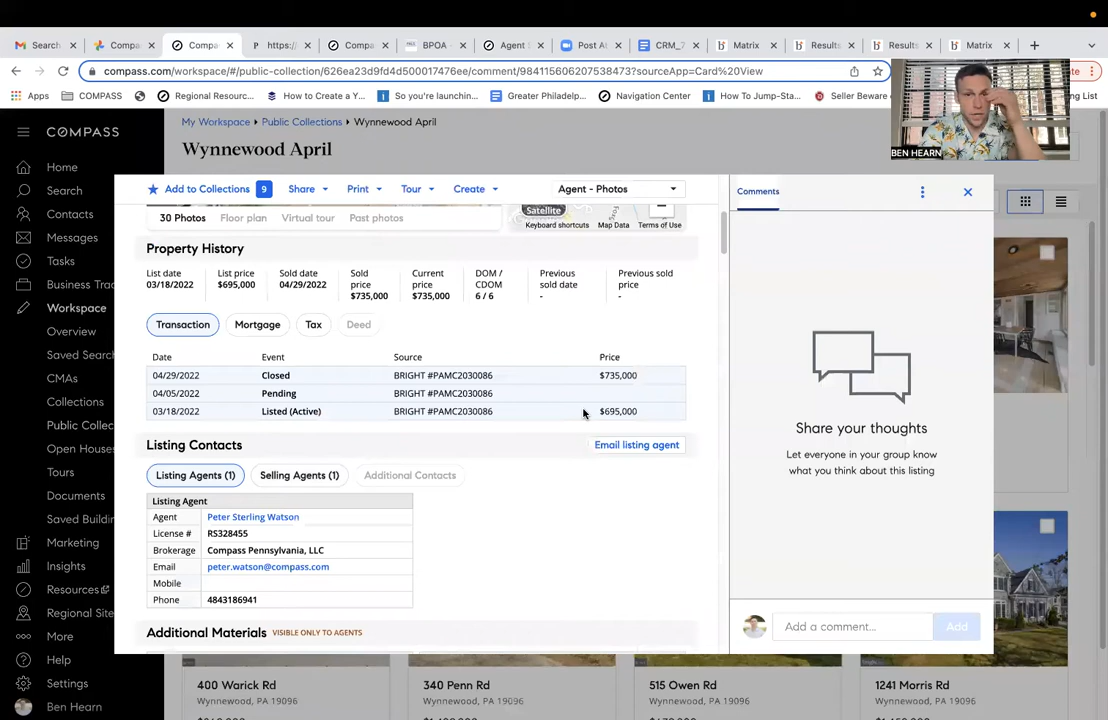 Search
Compa
Compa
https:/
Compa
BPOA -
Agent S
Post At
CRM_7
Matrix
Results
Results
Matrix
compass.com/workspace/#/public-collection/626ea23d9fd4d500017476ee/comment/984115606207538473?sourceApp=Card%20View
Apps
COMPASS
Regional Resourc...
How to Create a Y...
So you're launchin...
Greater Philadelp...
Navigation Center
How To Jump-Sta...
Seller Beware
ng List
BEN HEARN
COMPASS
My Workspace > Public Collections > Wynnewood April
Wynnewood April
Home
Search
Contacts
Messages
Tasks
Business Tra
Workspace
Overview
Saved Searc
CMAs
Collections
Public Collec
Open House
Tours
Documents
Saved Buildin
Marketing
Insights
Resources
Regional Site
More
Help
Settings
Ben Hearn
Add to Collections 9
Share
Print
Tour
Create
Agent - Photos
30 Photos
Floor plan
Virtual tour
Past photos
Satellite
Keyboard shortcuts
Map Data
Terms of Use
Property History
List date 03/18/2022
List price $695,000
Sold date 04/29/2022
Sold price $735,000
Current price $735,000
DOM / CDOM 6 / 6
Previous sold date -
Previous sold price -
Transaction
Mortgage
Tax
Deed
Date Event Source Price
04/29/2022 Closed BRIGHT #PAMC2030086 $735,000
04/05/2022 Pending BRIGHT #PAMC2030086
03/18/2022 Listed (Active) BRIGHT #PAMC2030086 $695,000
Listing Contacts
Email listing agent
Listing Agents (1)
Selling Agents (1)
Additional Contacts
Listing Agent
Agent Peter Sterling Watson
License # RS328455
Brokerage Compass Pennsylvania, LLC
Email peter.watson@compass.com
Mobile
Phone 4843186941
Additional Materials VISIBLE ONLY TO AGENTS
Comments
Share your thoughts
Let everyone in your group know
what you think about this listing
Add a comment...
Add
400 Warick Rd
Wynnewood, PA 19096
340 Penn Rd
Wynnewood, PA 19096
515 Owen Rd
Wynnewood, PA 19096
1241 Morris Rd
Wynnewood, PA 19096